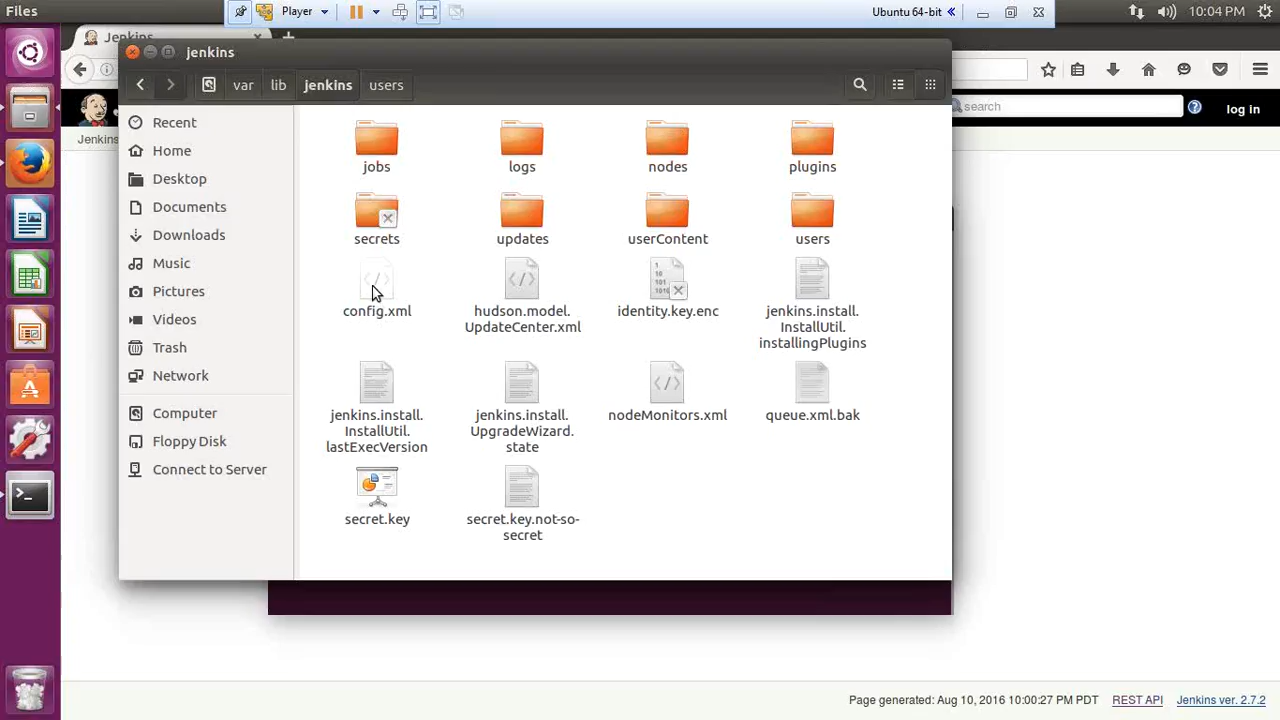 Files
Player
Ubuntu 64-bit
10:04 PM
Jenkins
jenkins
var
lib
jenkins
users
search
log in
Jenkins
Recent
Home
Desktop
Documents
Downloads
Music
Pictures
Videos
Trash
Network
Computer
Floppy Disk
Connect to Server
jobs
logs
nodes
plugins
secrets
updates
userContent
users
config.xml
hudson.model.
UpdateCenter.xml
identity.key.enc
jenkins.install.
InstallUtil.
installingPlugins
jenkins.install.
InstallUtil.
lastExecVersion
jenkins.install.
UpgradeWizard.
state
nodeMonitors.xml
queue.xml.bak
secret.key
secret.key.not-so-
secret
Page generated: Aug 10, 2016 10:00:27 PM PDT
REST API
Jenkins ver. 2.7.2